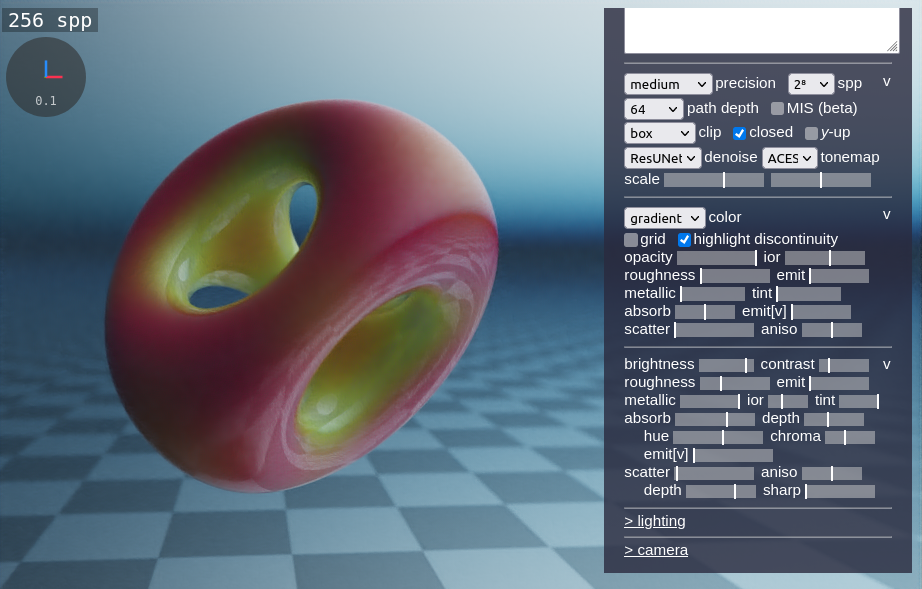 256 spp
0.1
medium precision 2⁸ spp v
64 path depth MIS (beta)
box clip closed y-up
ResUNet denoise ACES tonemap
scale
gradient color v
grid highlight discontinuity
opacity ior
roughness emit
metallic tint
absorb emit[v]
scatter aniso
brightness contrast v
roughness emit
metallic ior tint
absorb depth
hue chroma
emit[v]
scatter aniso
depth sharp
> lighting
> camera